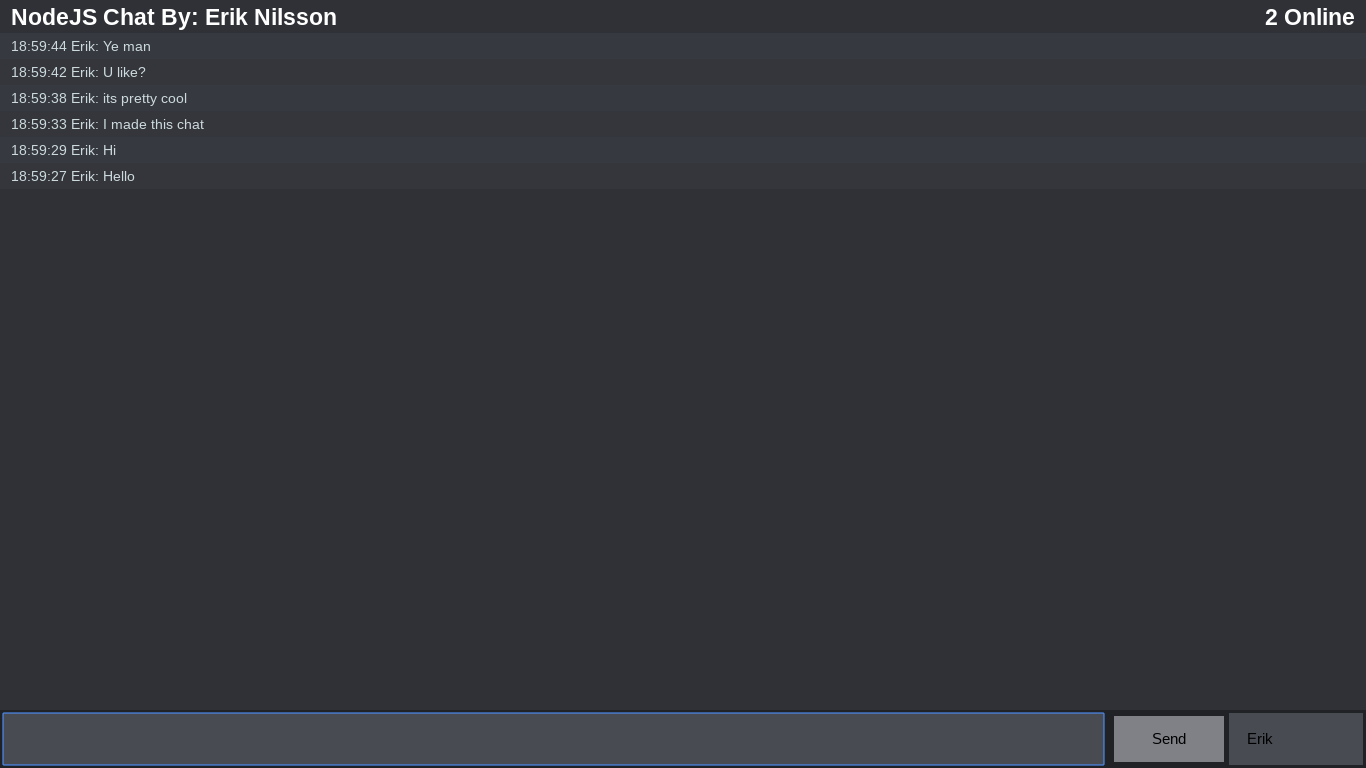 NodeJS Chat By: Erik Nilsson
2 Online
18:59:44 Erik: Ye man
18:59:42 Erik: U like?
18:59:38 Erik: its pretty cool
18:59:33 Erik: I made this chat
18:59:29 Erik: Hi
18:59:27 Erik: Hello
Send
Erik